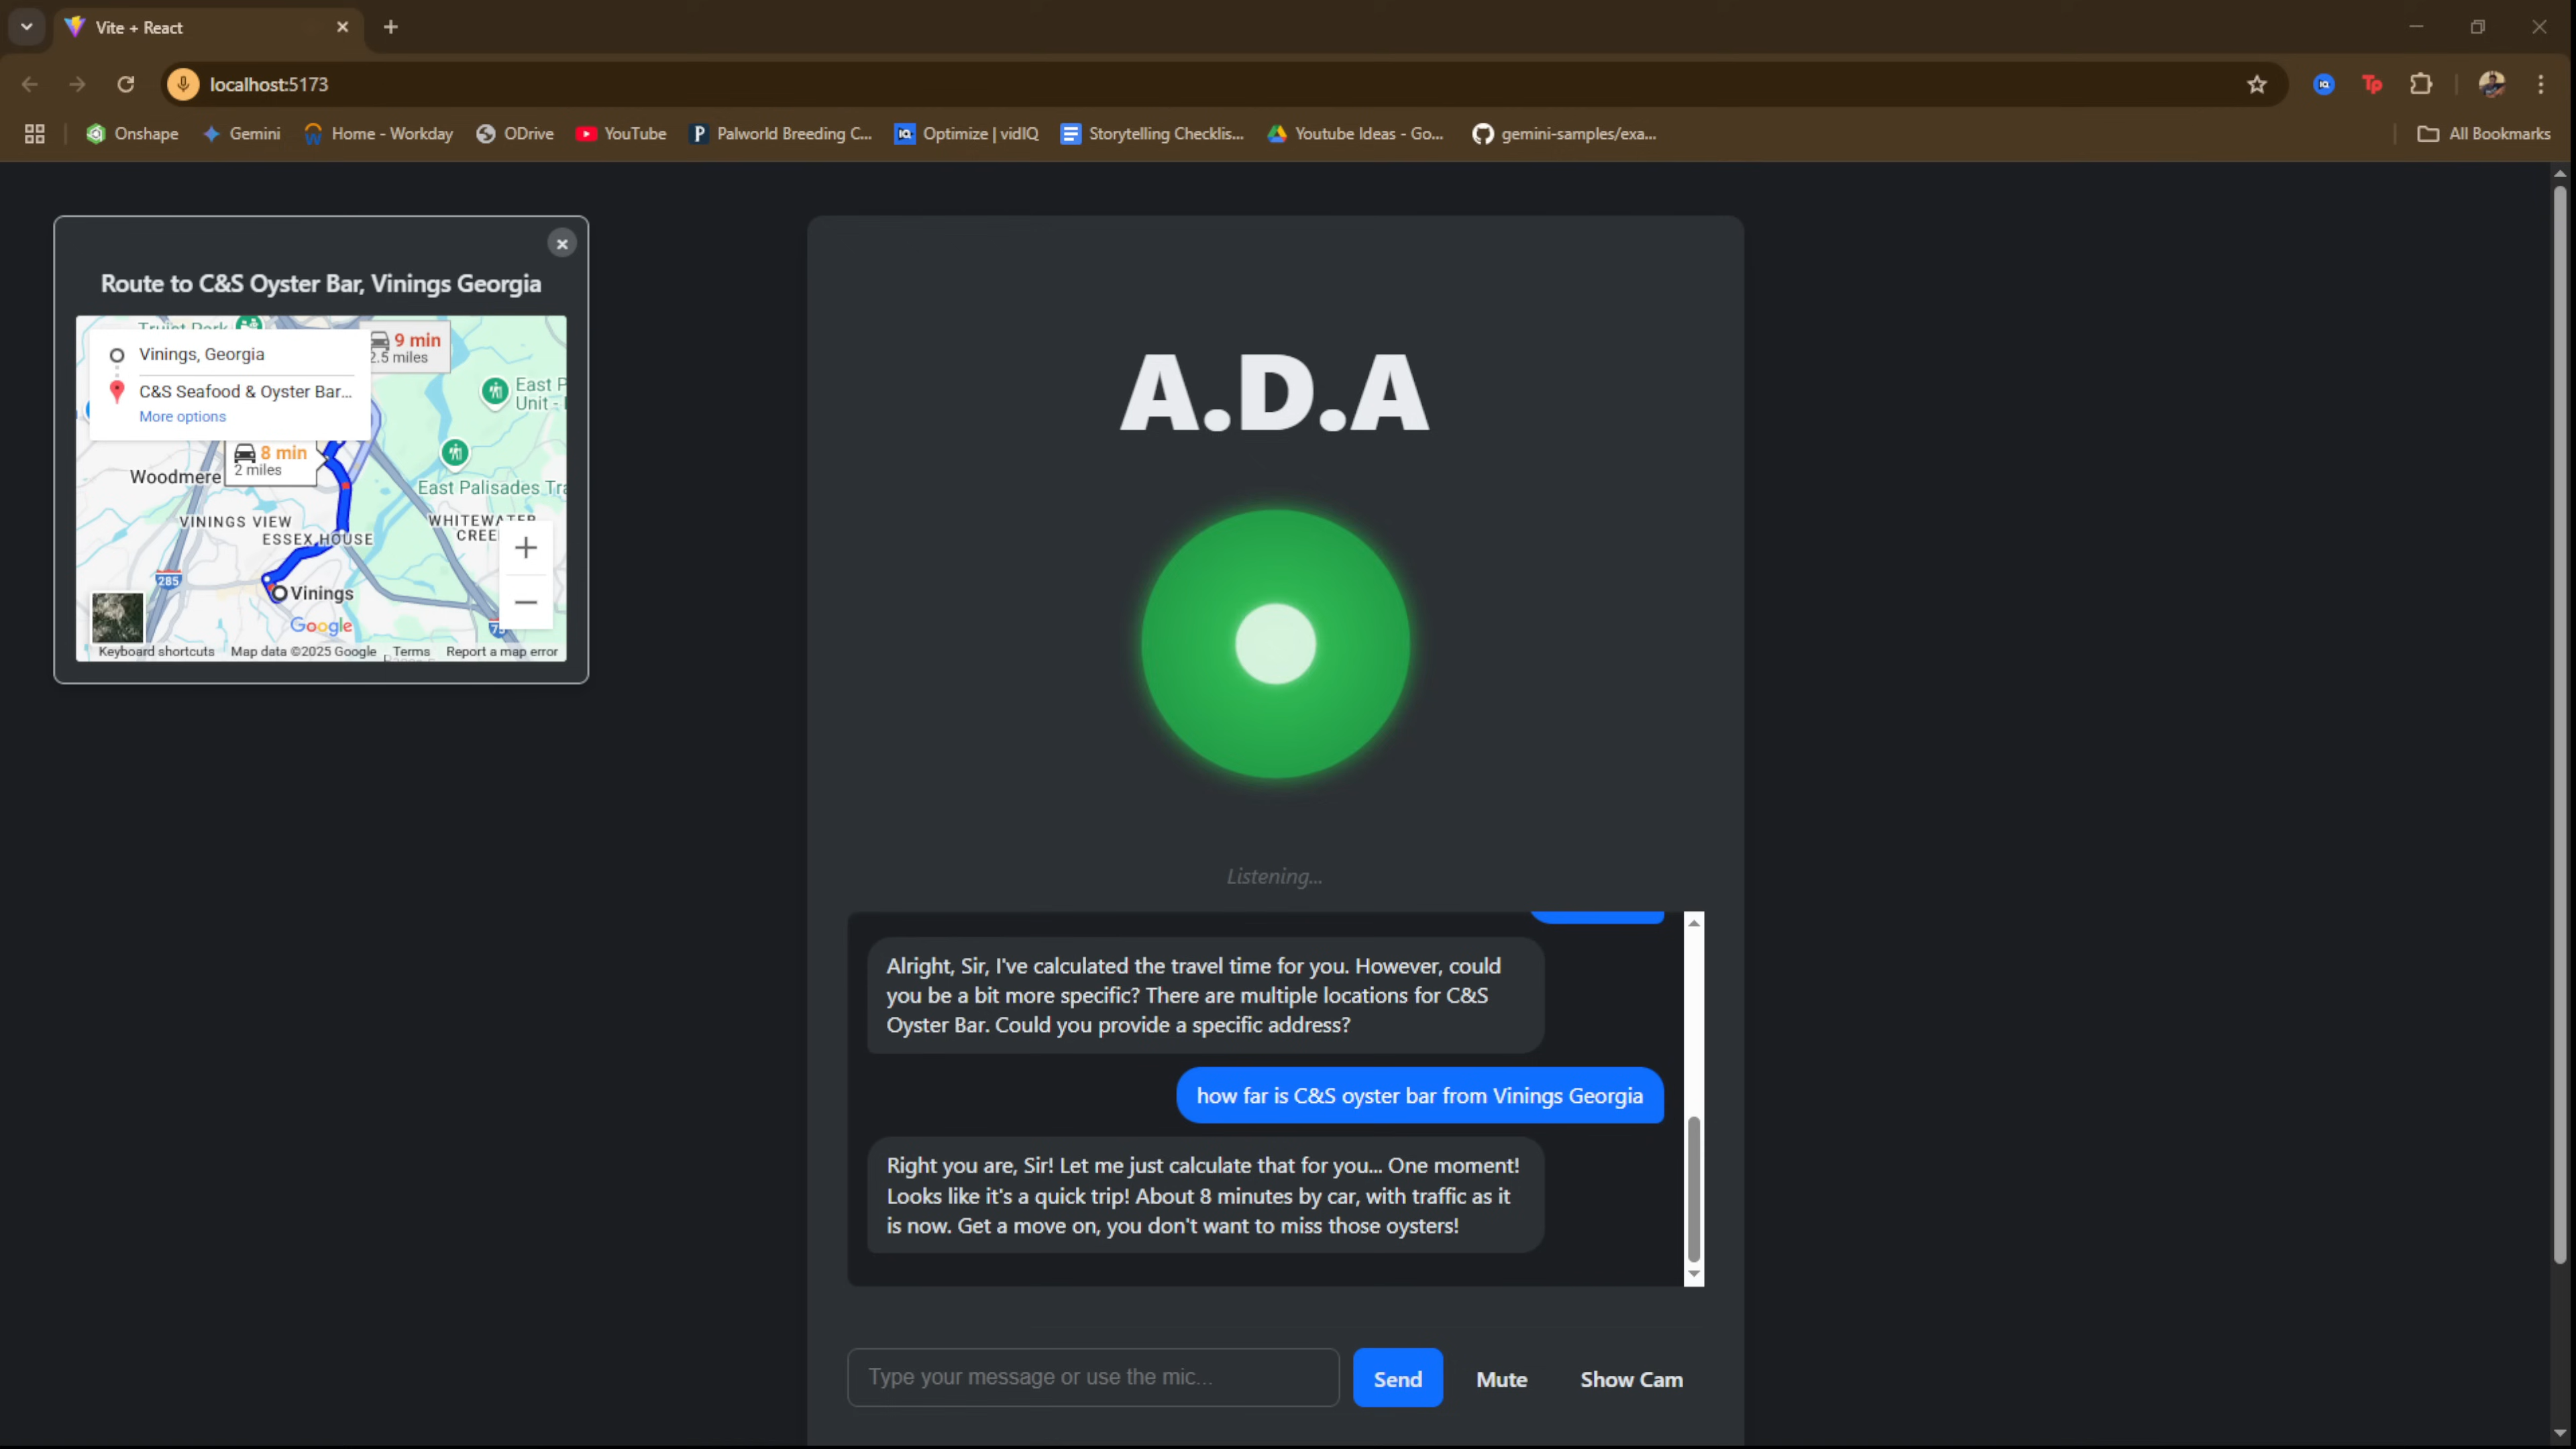 Vite + React
localhost:5173
Onshape
Gemini
Home - Workday
ODrive
YouTube
Palworld Breeding C...
Optimize | vidIQ
Storytelling Checklis...
Youtube Ideas - Go...
gemini-samples/exa...
All Bookmarks
Route to C&S Oyster Bar, Vinings Georgia
Truist Park
Vinings, Georgia
C&S Seafood & Oyster Bar...
More options
9 min
2.5 miles
East P
Unit -
8 min
2 miles
Woodmere
East Palisades Tra
VININGS VIEW
ESSEX HOUSE
WHITEWATER
CREE
285
Vinings
75
Google
Keyboard shortcuts
Map data ©2025 Google
Terms
Report a map error
A.D.A
Listening...
Alright, Sir, I've calculated the travel time for you. However, could
you be a bit more specific? There are multiple locations for C&S
Oyster Bar. Could you provide a specific address?
how far is C&S oyster bar from Vinings Georgia
Right you are, Sir! Let me just calculate that for you... One moment!
Looks like it's a quick trip! About 8 minutes by car, with traffic as it
is now. Get a move on, you don't want to miss those oysters!
Type your message or use the mic...
Send
Mute
Show Cam